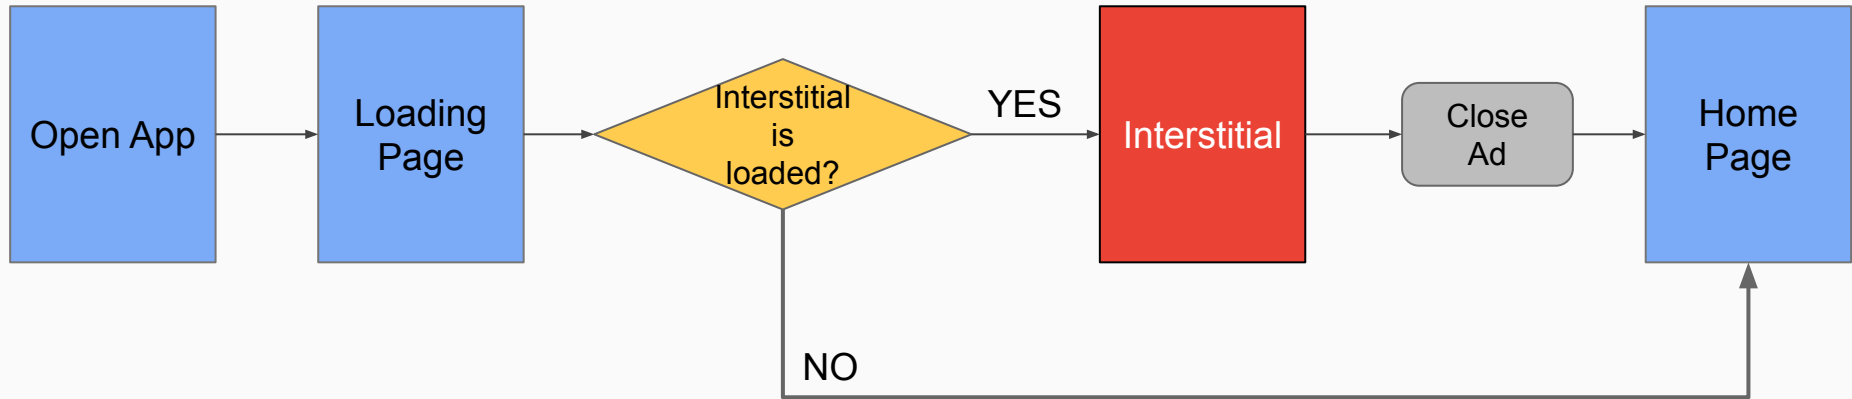 Open App
Loading
Page
Interstitial
is
loaded?
YES
Interstitial
Close
Ad
Home
Page
NO